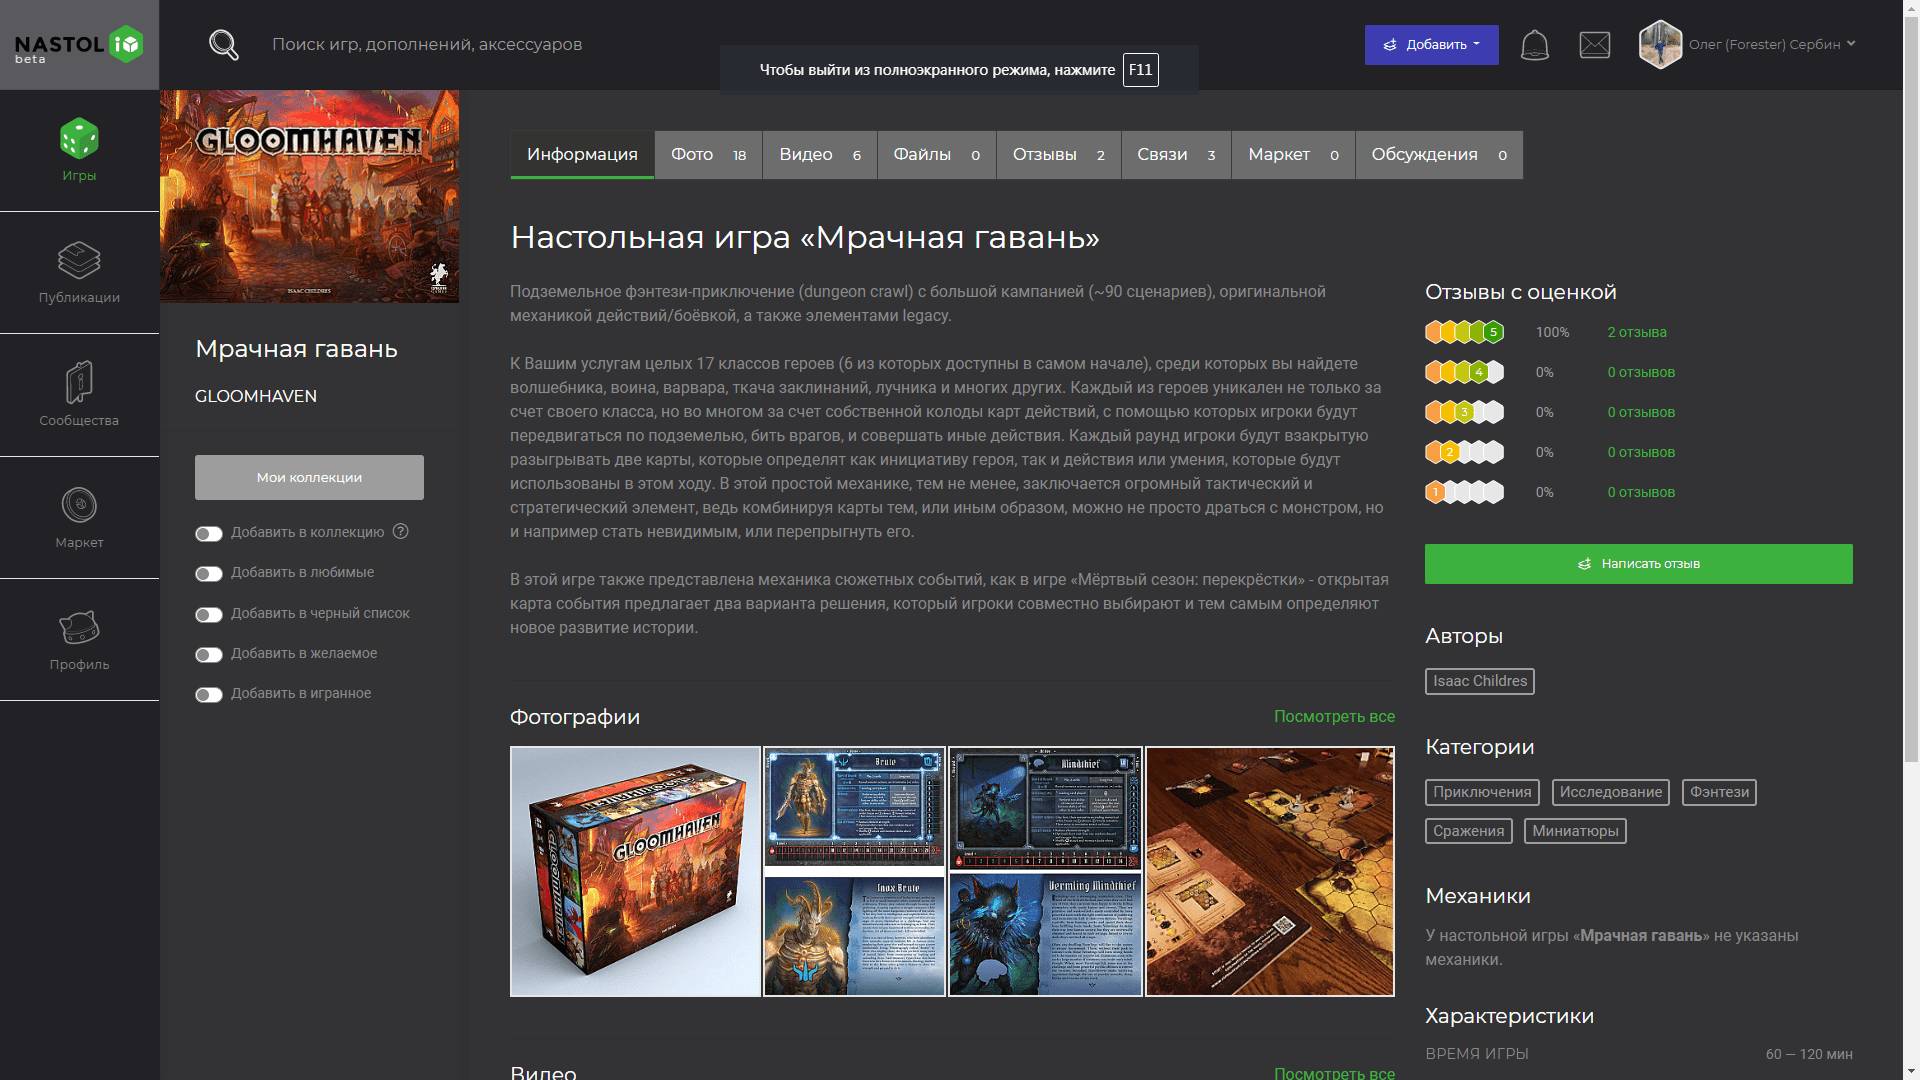 NASTOL iO
beta
Поиск игр, дополнений, аксессуаров
Чтобы выйти из полноэкранного режима, нажмите F11
Добавить
Олег (Forester) Сербин
Игры
Публикации
Сообщества
Маркет
Профиль
GLOOMHAVEN
ISAAC CHILDRES
Мрачная гавань
GLOOMHAVEN
Мои коллекции
Добавить в коллекцию ?
Добавить в любимые
Добавить в черный список
Добавить в желаемое
Добавить в игранное
Информация
Фото 18
Видео 6
Файлы 0
Отзывы 2
Связи 3
Маркет 0
Обсуждения 0
Настольная игра «Мрачная гавань»
Подземельное фэнтези-приключение (dungeon crawl) с большой кампанией (~90 сценариев), оригинальной
механикой действий/боёвкой, а также элементами legacy.
К Вашим услугам целых 17 классов героев (6 из которых доступны в самом начале), среди которых вы найдете
волшебника, воина, варвара, ткача заклинаний, лучника и многих других. Каждый из героев уникален не только за
счет своего класса, но во многом за счет собственной колоды карт действий, с помощью которых игроки будут
передвигаться по подземелью, бить врагов, и совершать иные действия. Каждый раунд игроки будут взакрытую
разыгрывать две карты, которые определят как инициативу героя, так и действия или умения, которые будут
использованы в этом ходу. В этой простой механике, тем не менее, заключается огромный тактический и
стратегический элемент, ведь комбинируя карты тем, или иным образом, можно не просто драться с монстром, но
и например стать невидимым, или перепрыгнуть его.
В этой игре также представлена механика сюжетных событий, как в игре «Мёртвый сезон: перекрёстки» - открытая
карта события предлагает два варианта решения, который игроки совместно выбирают и тем самым определяют
новое развитие истории.
Фотографии
Посмотреть все
GLOOMHAVEN
GLOOMHAVEN
Brute
Inox Brute
Mindthief
Vermling Mindthief
Видео
Посмотреть все
Отзывы с оценкой
5 100% 2 отзыва
4 0% 0 отзывов
3 0% 0 отзывов
2 0% 0 отзывов
1 0% 0 отзывов
Написать отзыв
Авторы
Isaac Childres
Категории
Приключения
Исследование
Фэнтези
Сражения
Миниатюры
Механики
У настольной игры «Мрачная гавань» не указаны
механики.
Характеристики
ВРЕМЯ ИГРЫ 60 — 120 мин